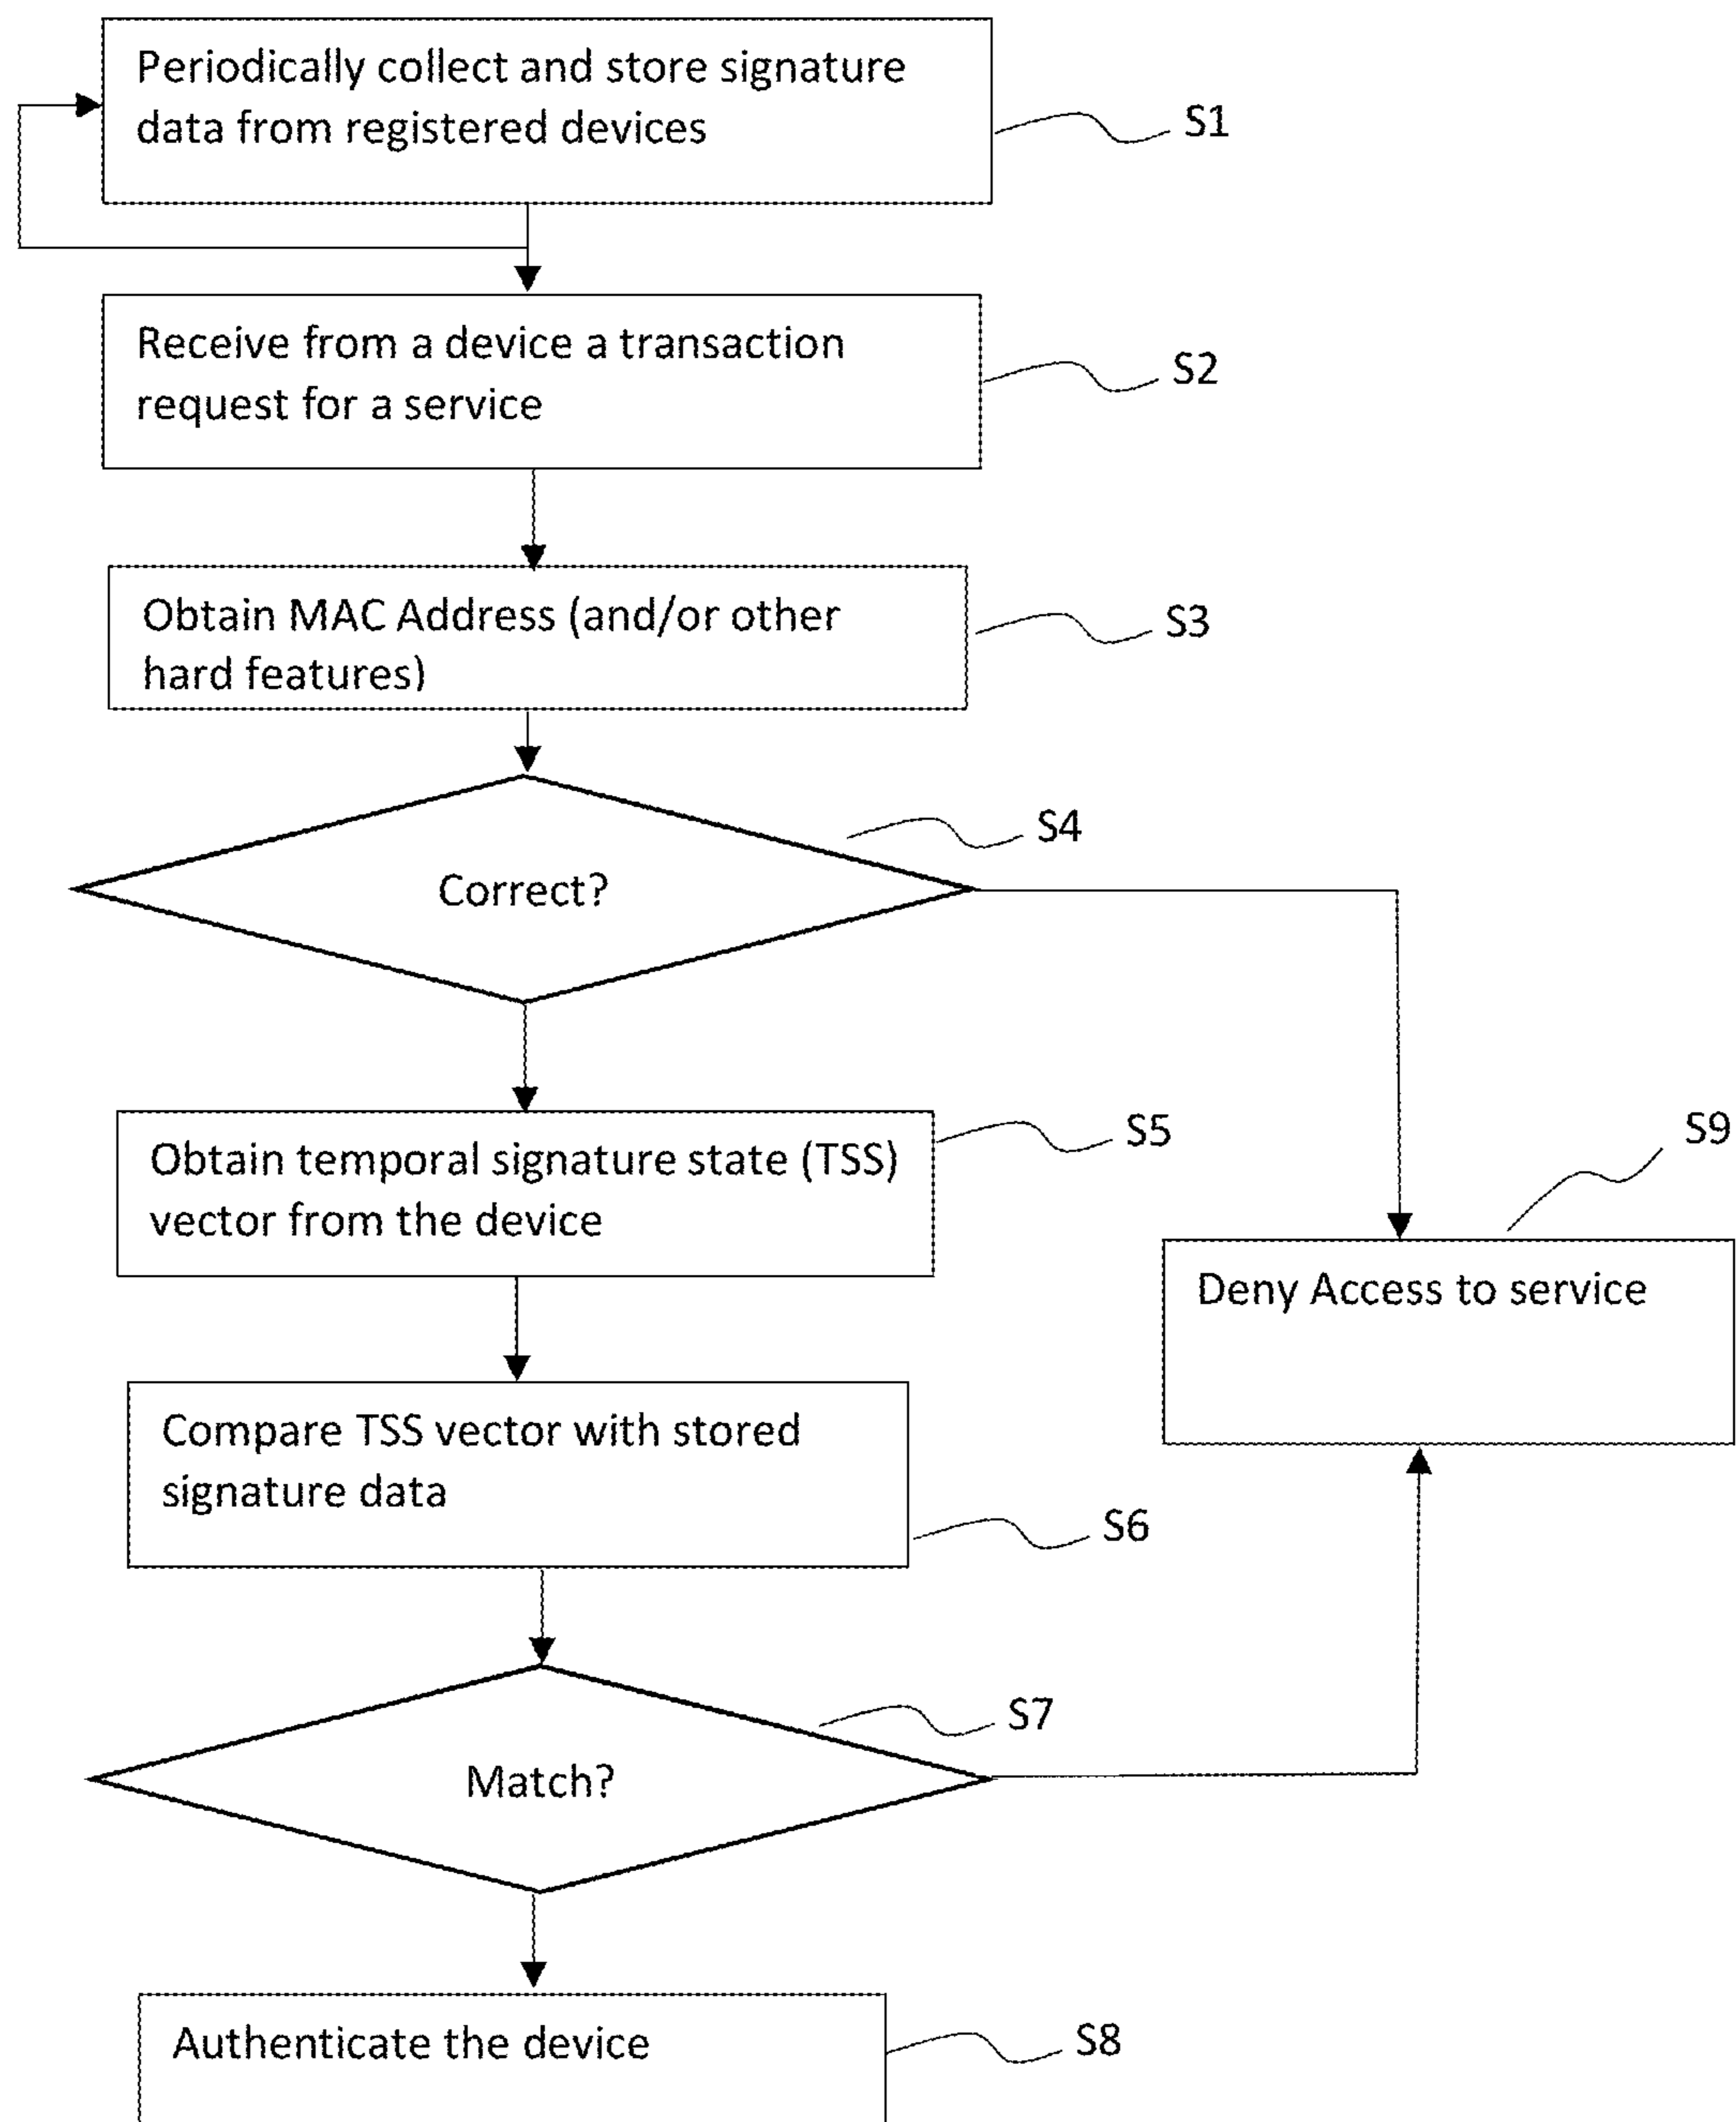 Periodically collect and store signature
data from registered devices
S1
Receive from a device a transaction
request for a service
S2
Obtain MAC Address (and/or other
hard features)
S3
S4
Correct?
Obtain temporal signature state (TSS)
vector from the device
S5
S9
Deny Access to service
Compare TSS vector with stored
signature data
S6
S7
Match?
Authenticate the device
S8